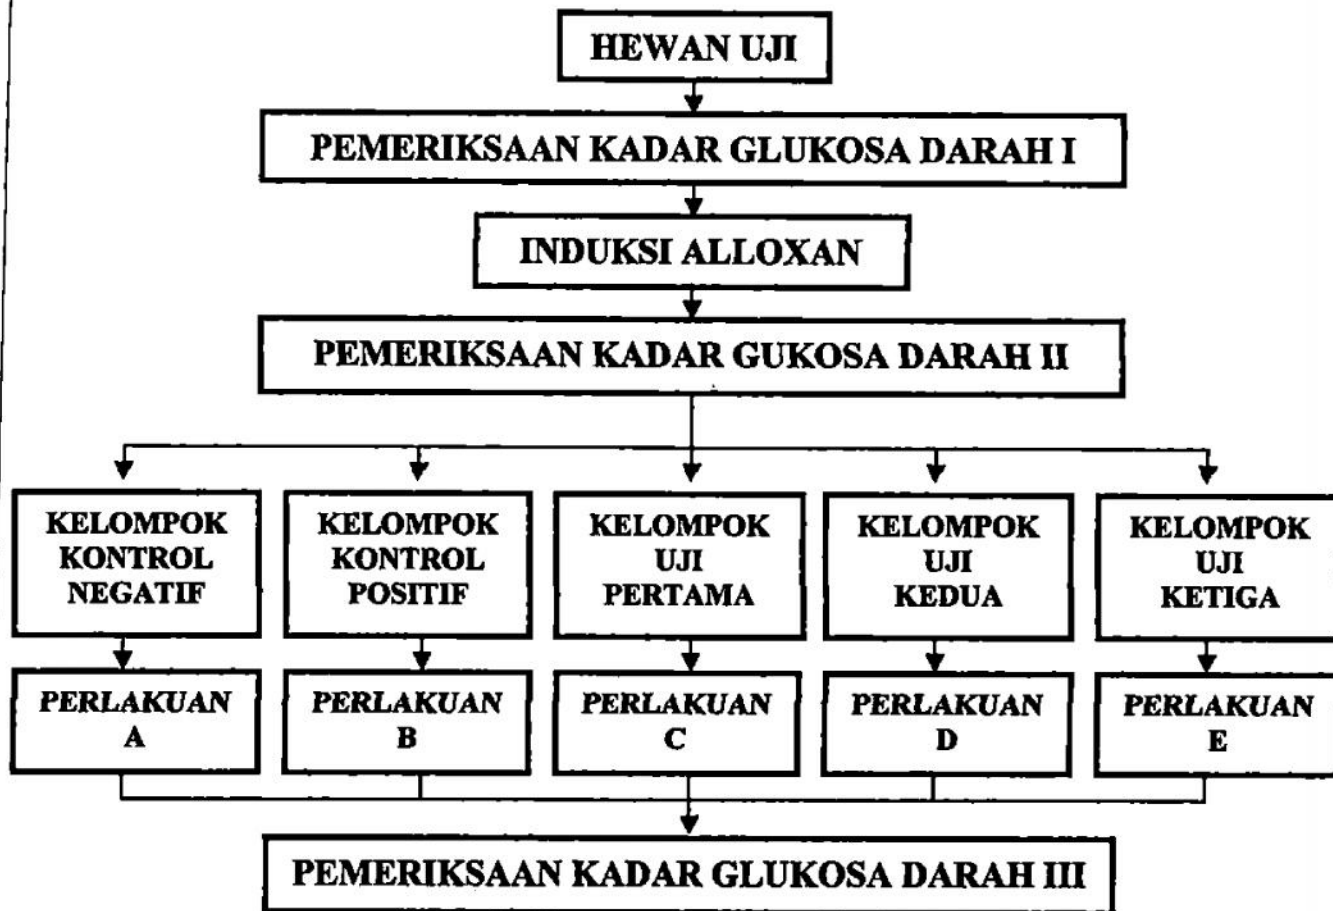 HEWAN UJI
PEMERIKSAAN KADAR GLUKOSA DARAH I
INDUKSI ALLOXAN
PEMERIKSAAN KADAR GUKOSA DARAH II
KELOMPOK
KONTROL
NEGATIF
KELOMPOK
KONTROL
POSITIF
KELOMPOK
UJI
PERTAMA
KELOMPOK
UJI
KEDUA
KELOMPOK
UJI
KETIGA
PERLAKUAN
A
PERLAKUAN
B
PERLAKUAN
C
PERLAKUAN
D
PERLAKUAN
E
PEMERIKSAAN KADAR GLUKOSA DARAH III